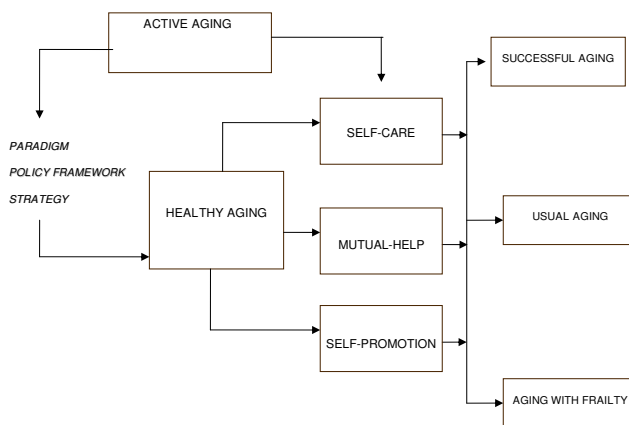 ACTIVE AGING
SUCCESSFUL AGING
SELF-CARE
PARADIGM
POLICY FRAMEWORK
STRATEGY
HEALTHY AGING
USUAL AGING
MUTUAL-HELP
SELF-PROMOTION
AGING WITH FRAILTY